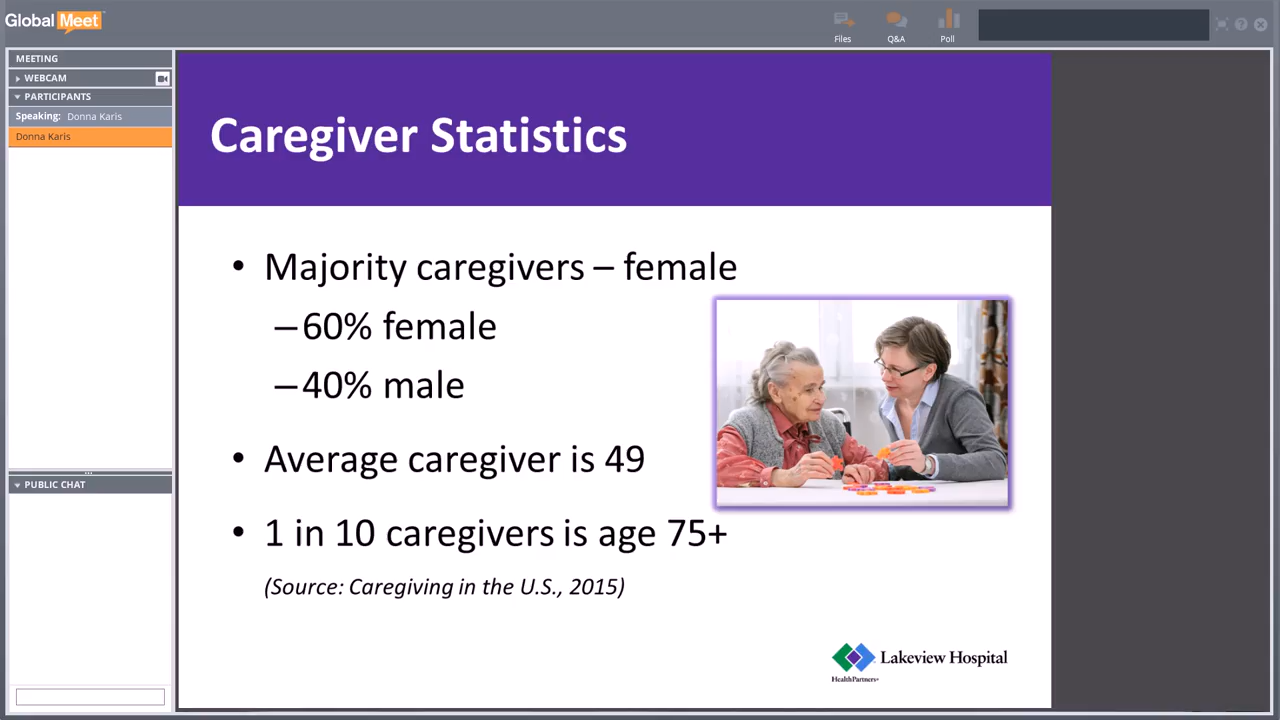 Global Meet
Files
Q&A
Poll
MEETING
WEBCAM
PARTICIPANTS
Speaking: Donna Karis
Donna Karis
PUBLIC CHAT
Caregiver Statistics
• Majority caregivers – female
–60% female
–40% male
• Average caregiver is 49
• 1 in 10 caregivers is age 75+
(Source: Caregiving in the U.S., 2015)
Lakeview Hospital
HealthPartners